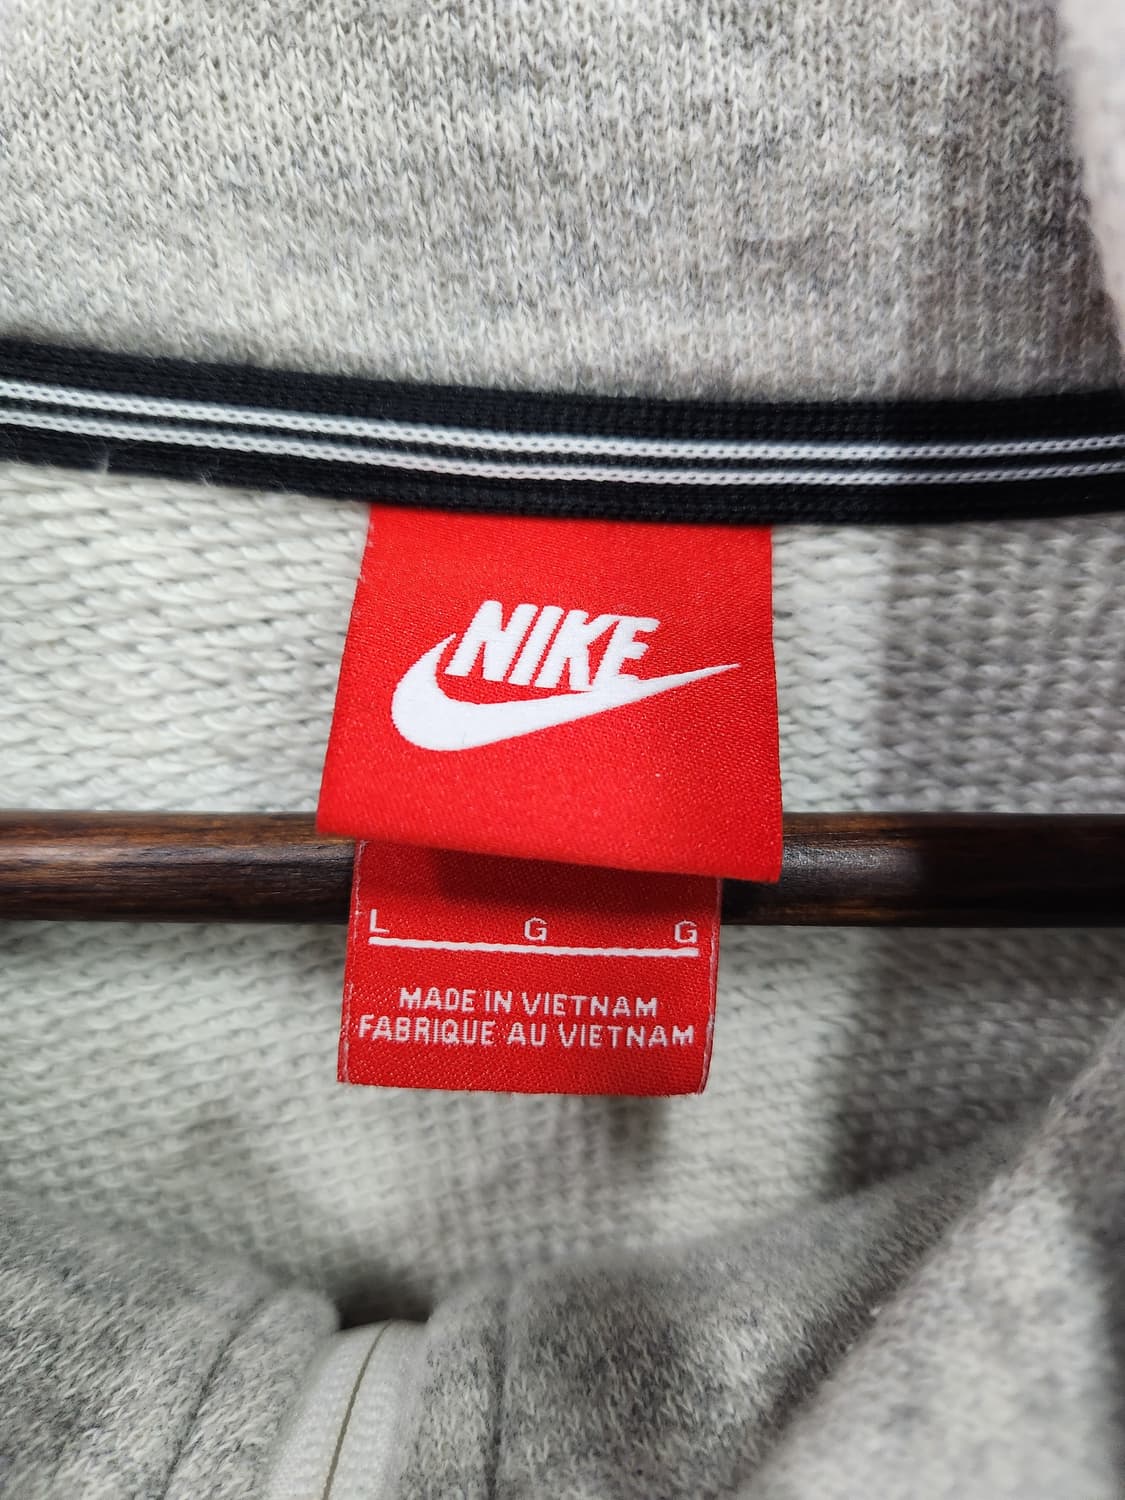 NIKE
L G G
MADE IN VIETNAM
FABRIQUE AU VIETNAM